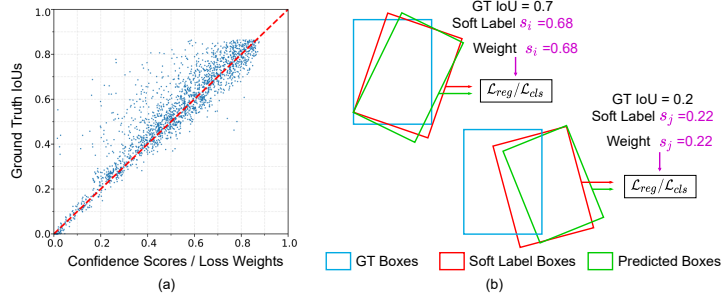 (a)
1.0
0.8
0.6
0.4
0.2
0.0
Ground Truth IoUs
0.0 0.2 0.4 0.6 0.8 1.0
Confidence Scores / Loss Weights
GT IoU = 0.7
Soft Label s_i =0.68
Weight s_i =0.68
ℒ_reg/ℒ_cls
GT IoU = 0.2
Soft Label s_j =0.22
Weight s_j =0.22
ℒ_reg/ℒ_cls
GT Boxes Soft Label Boxes Predicted Boxes
(a) (b)